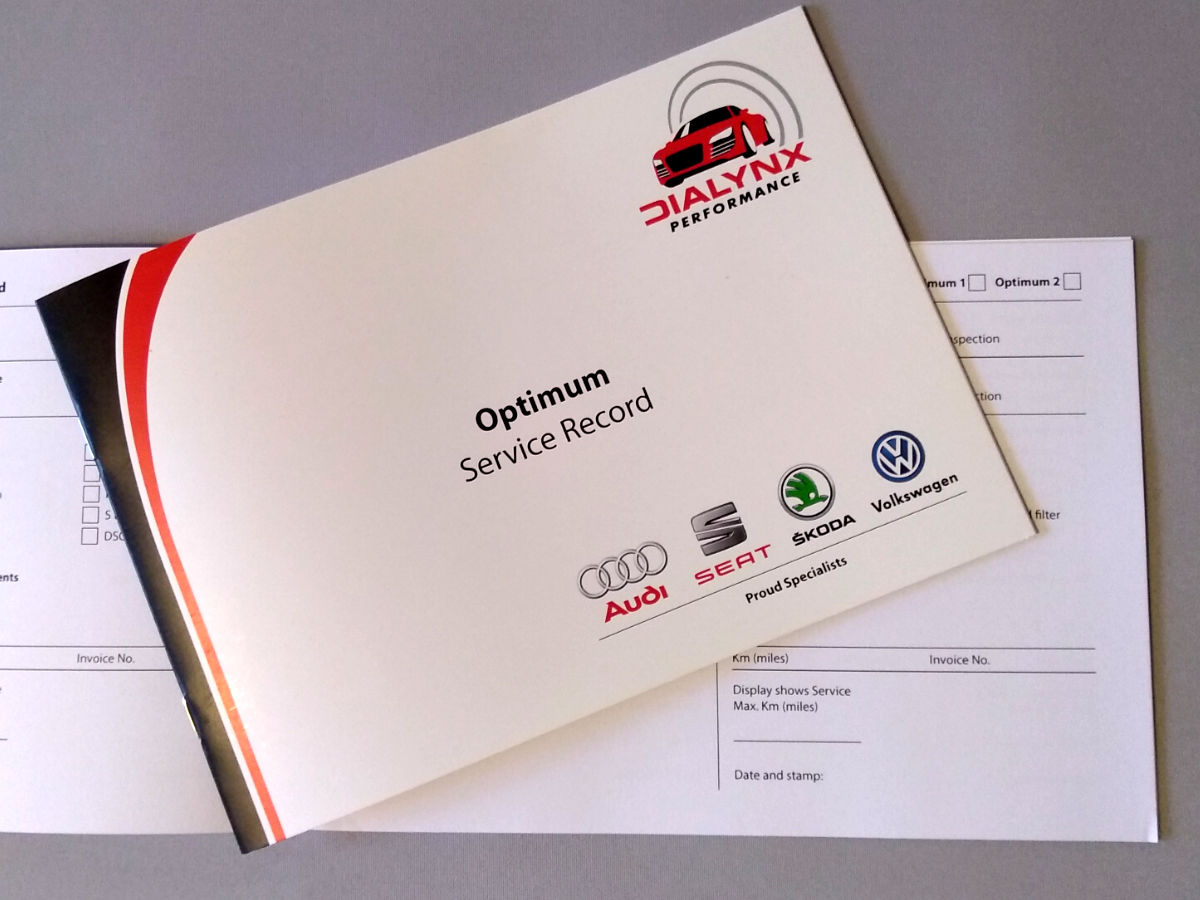 DIALYNX
PERFORMANCE
Optimum
Service Record
Audi
SEAT
ŠKODA
Volkswagen
Proud Specialists
Optimum 2
filter
Invoice No.
Km (miles)
Invoice No.
Display shows Service
Max. Km (miles)
Date and stamp: